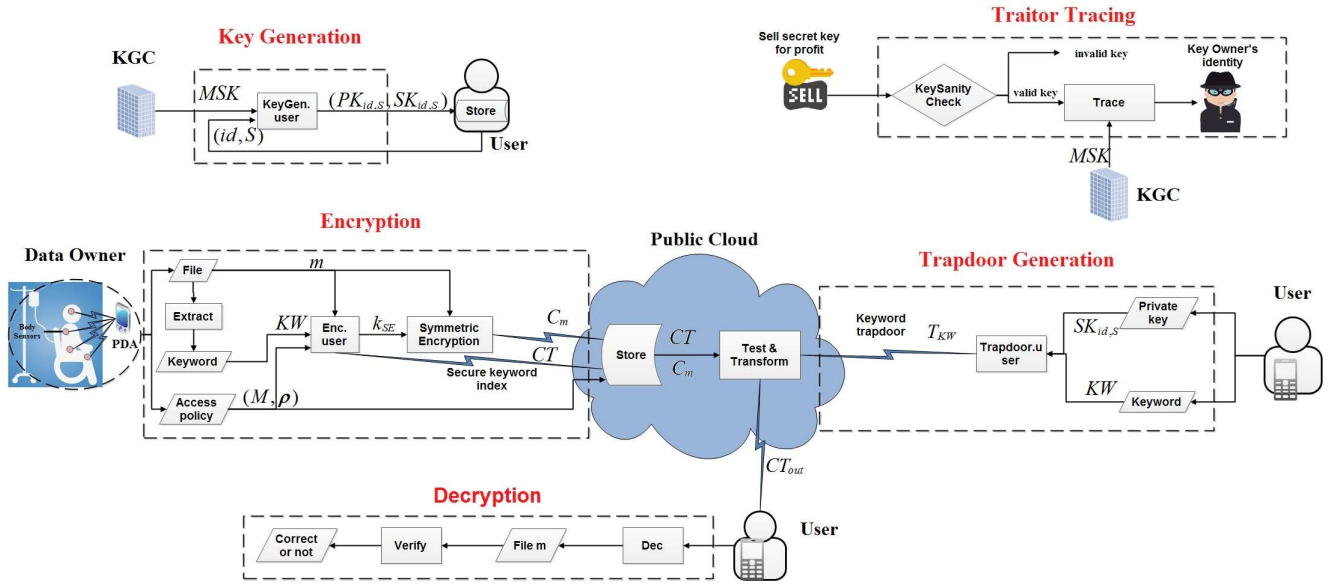 Key Generation
KGC
MSK
KeyGen.
user
(PK_{id,S}, SK_{id,S})
Store
(id, S)
User
Traitor Tracing
Sell secret key
for profit
SELL
KeySanity
Check
invalid key
valid key
Trace
Key Owner's
identity
MSK
KGC
Encryption
Data Owner
Body
Sensors
PDA
File
m
Extract
Keyword
KW
Enc.
user
k_{SE}
Symmetric
Encryption
C_m
CT
Secure keyword
index
Access
policy
(M, ρ)
Public Cloud
Store
CT
C_m
Test &
Transform
CT_{out}
Trapdoor Generation
Keyword
trapdoor
T_{KW}
Trapdoor.u
ser
SK_{id,S}
Private
key
KW
Keyword
User
Decryption
Correct
or not
Verify
File m
Dec
User